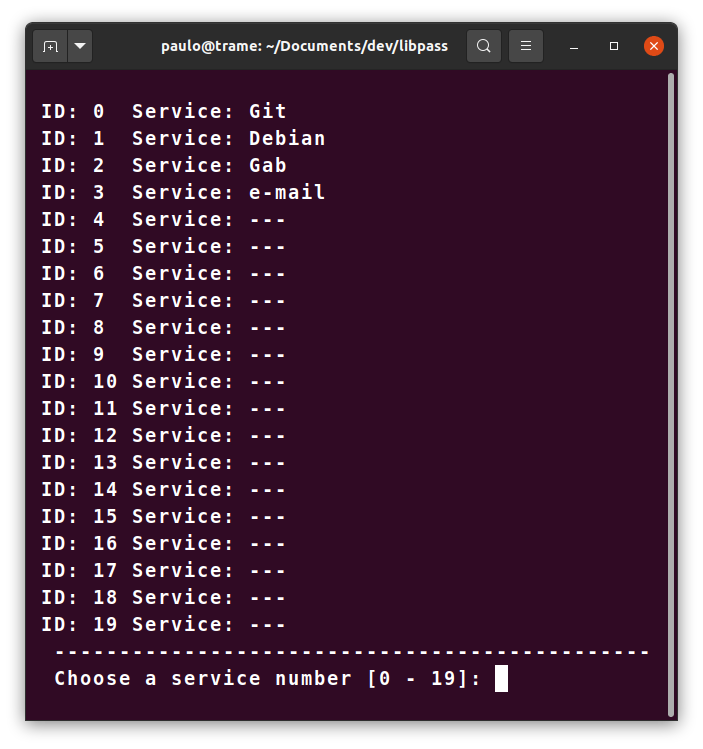 paulo@trame: ~/Documents/dev/libpass
ID: 0  Service: Git
ID: 1  Service: Debian
ID: 2  Service: Gab
ID: 3  Service: e-mail
ID: 4  Service: ---
ID: 5  Service: ---
ID: 6  Service: ---
ID: 7  Service: ---
ID: 8  Service: ---
ID: 9  Service: ---
ID: 10 Service: ---
ID: 11 Service: ---
ID: 12 Service: ---
ID: 13 Service: ---
ID: 14 Service: ---
ID: 15 Service: ---
ID: 16 Service: ---
ID: 17 Service: ---
ID: 18 Service: ---
ID: 19 Service: ---
----------------------------------------------
Choose a service number [0 - 19]: